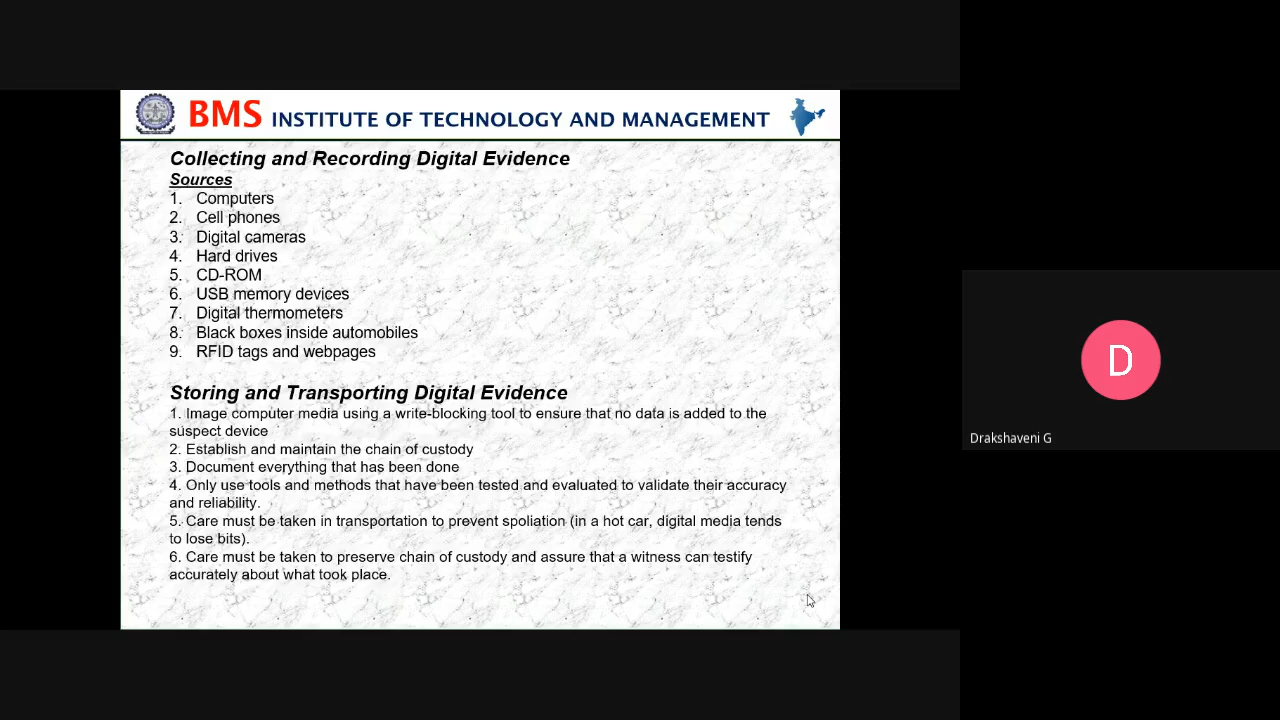 BMS INSTITUTE OF TECHNOLOGY AND MANAGEMENT
Collecting and Recording Digital Evidence
Sources
1. Computers
2. Cell phones
3. Digital cameras
4. Hard drives
5. CD-ROM
6. USB memory devices
7. Digital thermometers
8. Black boxes inside automobiles
9. RFID tags and webpages
Storing and Transporting Digital Evidence
1. Image computer media using a write-blocking tool to ensure that no data is added to the
suspect device
2. Establish and maintain the chain of custody
3. Document everything that has been done
4. Only use tools and methods that have been tested and evaluated to validate their accuracy
and reliability.
5. Care must be taken in transportation to prevent spoliation (in a hot car, digital media tends
to lose bits).
6. Care must be taken to preserve chain of custody and assure that a witness can testify
accurately about what took place.
D
Drakshaveni G